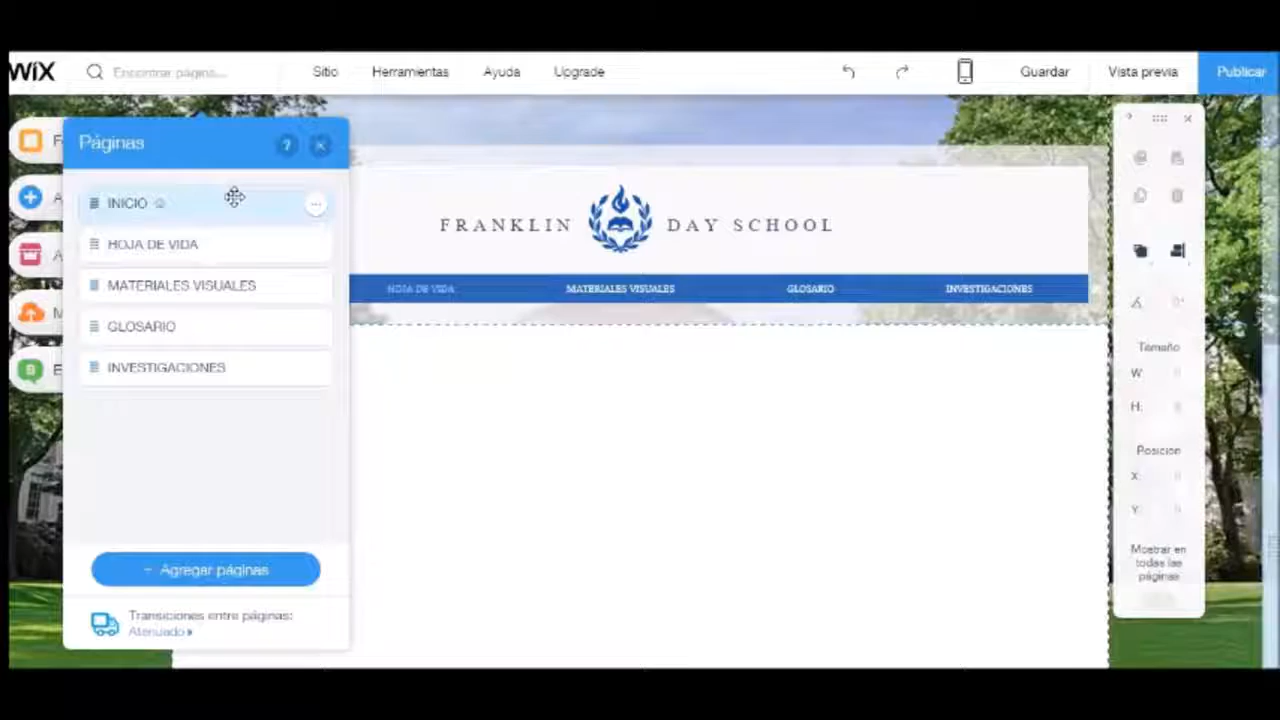 WiX
Encontrar página...
Sitio
Herramientas
Ayuda
Upgrade
Guardar
Vista previa
Publicar
Páginas
?
INICIO
HOJA DE VIDA
MATERIALES VISUALES
GLOSARIO
INVESTIGACIONES
+ Agregar páginas
Transiciones entre páginas:
Atenuado
FRANKLIN DAY SCHOOL
HOJA DE VIDA MATERIALES VISUALES GLOSARIO INVESTIGACIONES
Tamaño
W:
H:
Posición
X:
Y:
Mostrar en
todas las
páginas